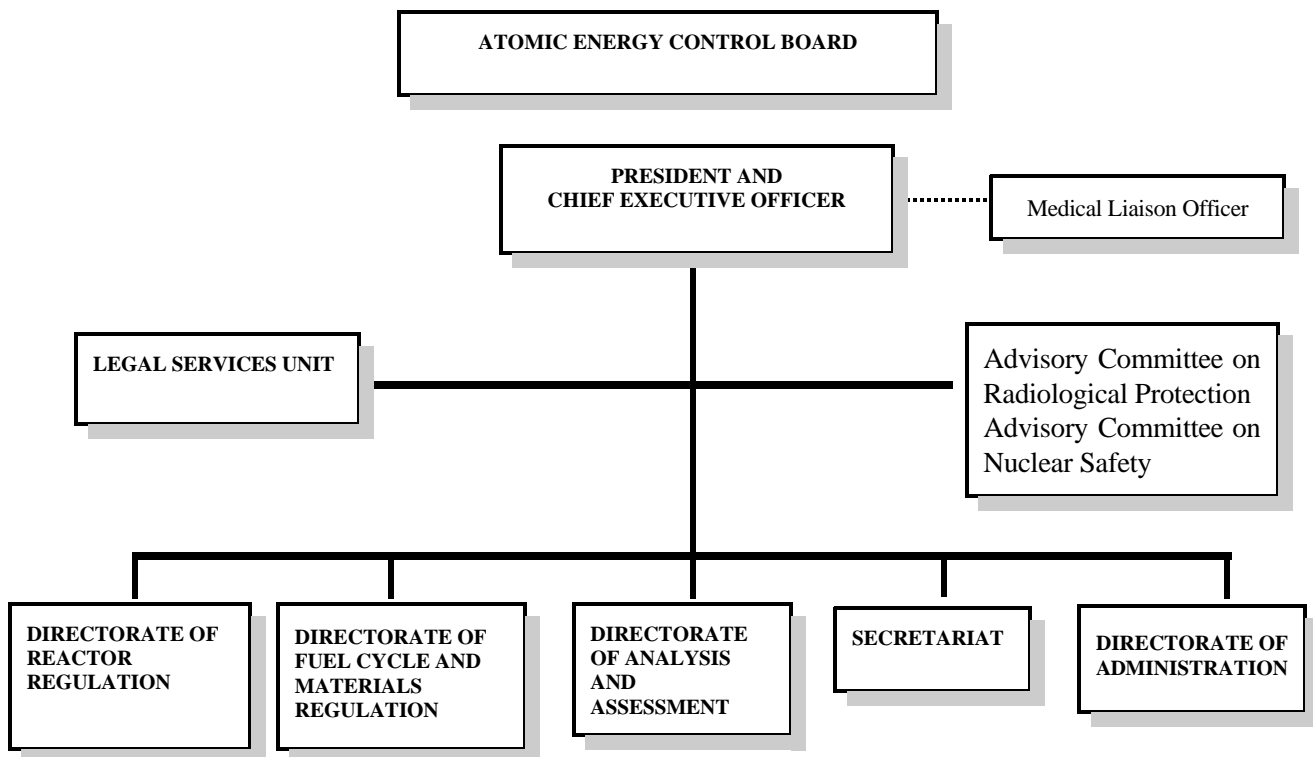 ATOMIC ENERGY CONTROL BOARD
PRESIDENT AND
CHIEF EXECUTIVE OFFICER
Medical Liaison Officer
LEGAL SERVICES UNIT
Advisory Committee on
Radiological Protection
Advisory Committee on
Nuclear Safety
DIRECTORATE OF
REACTOR
REGULATION
DIRECTORATE OF
FUEL CYCLE AND
MATERIALS
REGULATION
DIRECTORATE
OF ANALYSIS
AND
ASSESSMENT
SECRETARIAT
DIRECTORATE OF
ADMINISTRATION